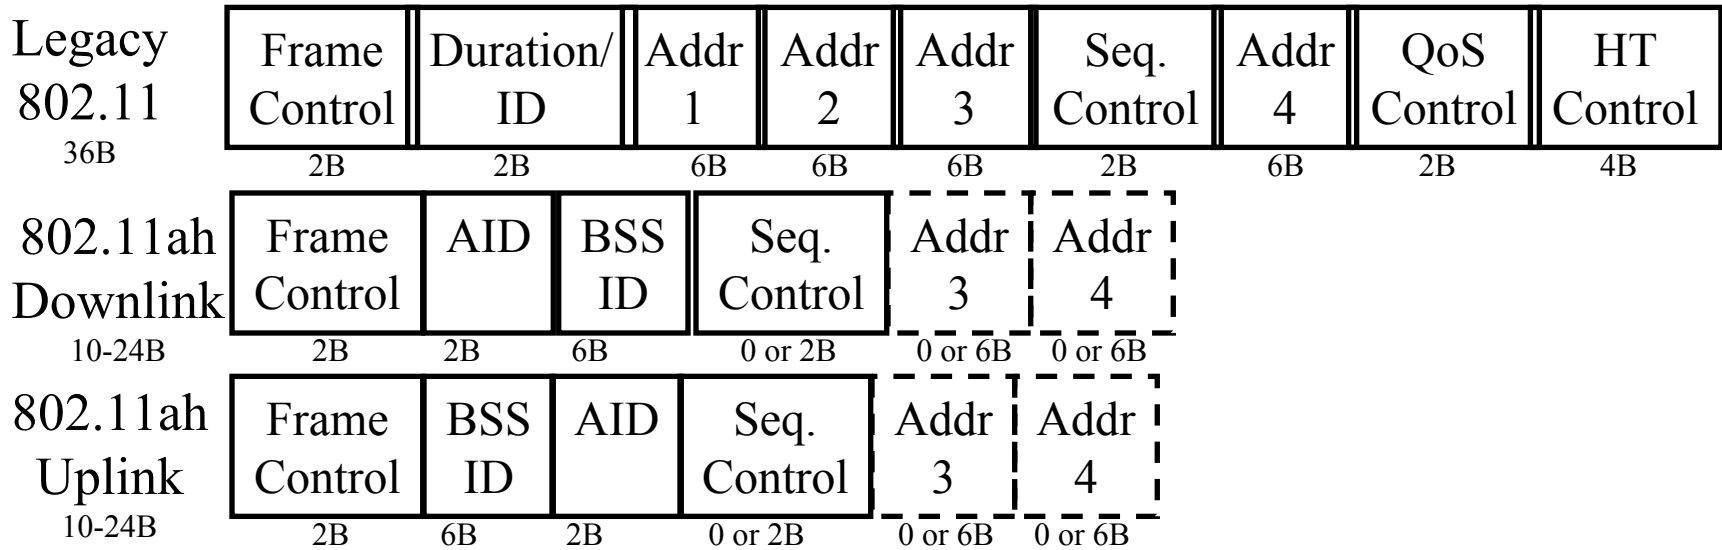 Legacy
802.11
36B
Frame
Control
2B
Duration/
ID
2B
Addr
1
6B
Addr
2
6B
Addr
3
6B
Seq.
Control
2B
Addr
4
6B
QoS
Control
2B
HT
Control
4B
802.11ah
Downlink
10-24B
Frame
Control
2B
AID
2B
BSS
ID
6B
Seq.
Control
0 or 2B
Addr
3
0 or 6B
Addr
4
0 or 6B
802.11ah
Uplink
10-24B
Frame
Control
2B
BSS
ID
6B
AID
2B
Seq.
Control
0 or 2B
Addr
3
0 or 6B
Addr
4
0 or 6B